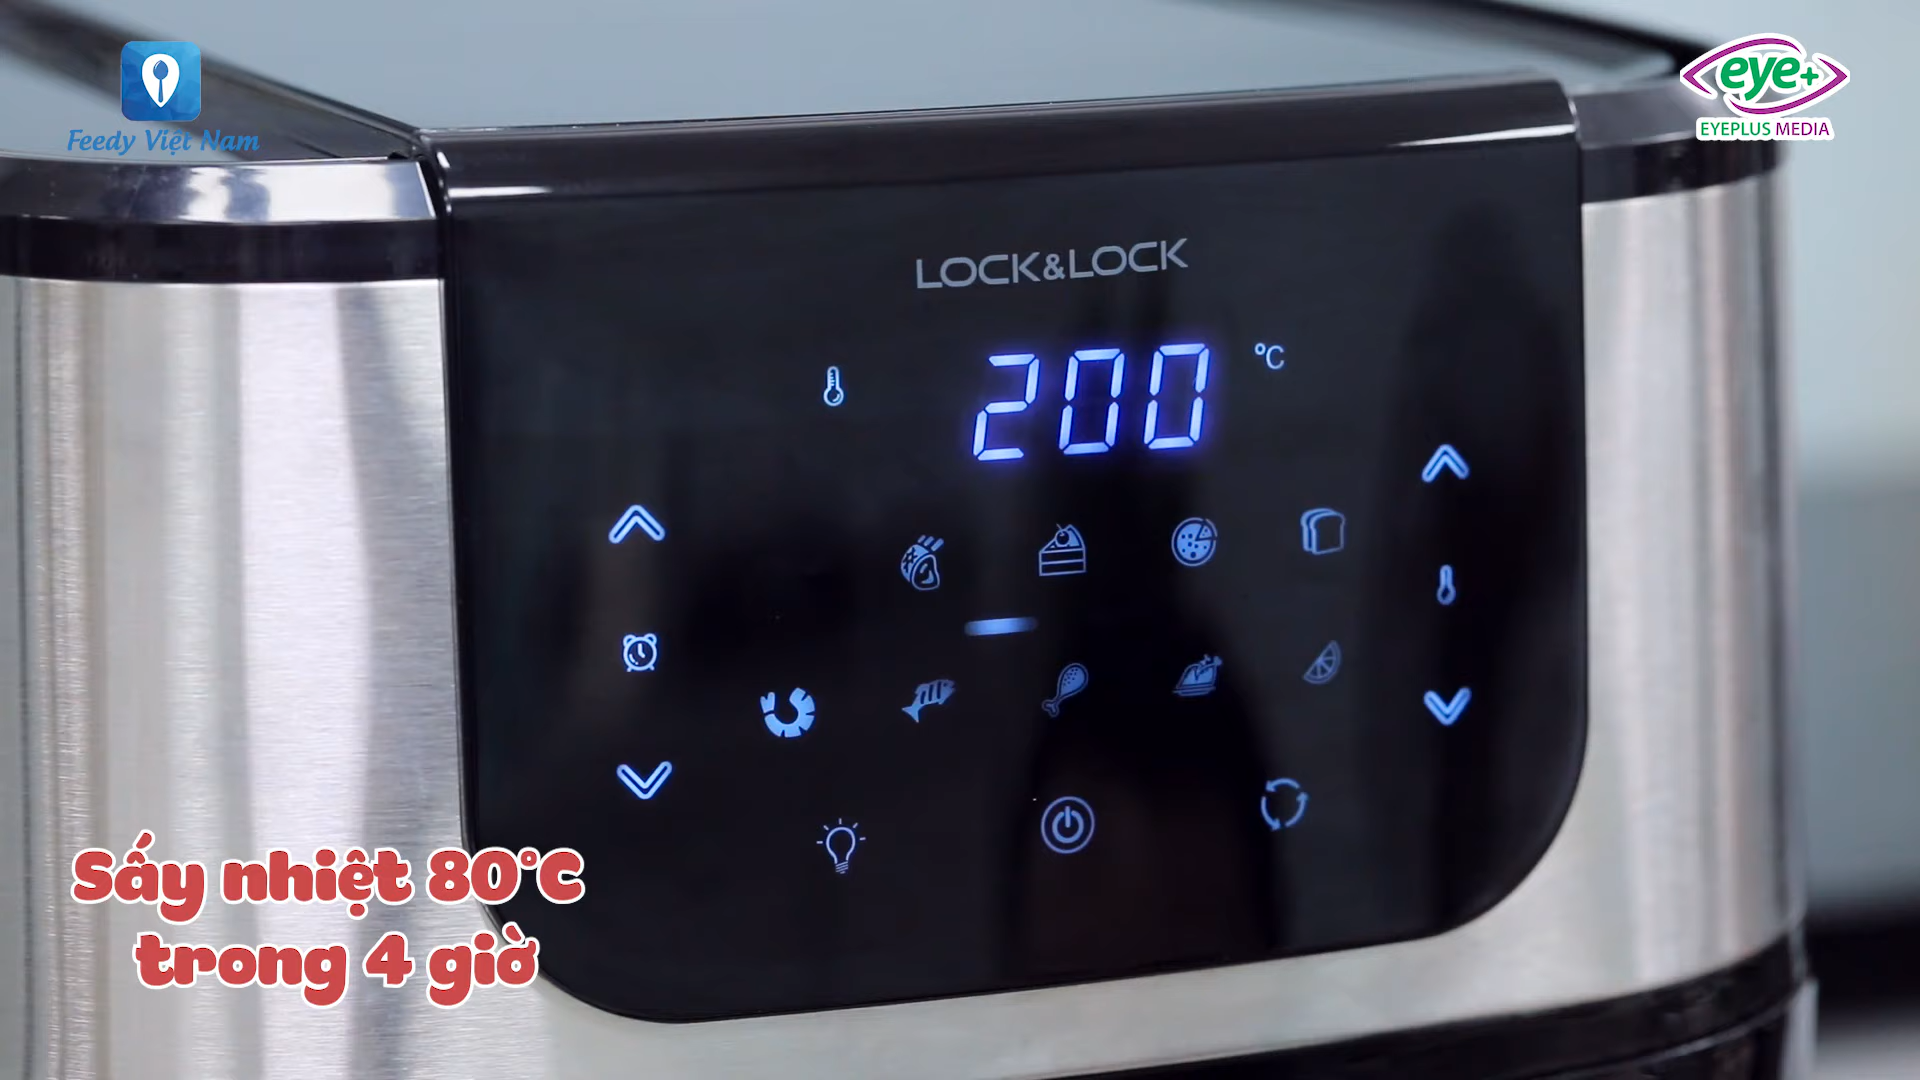 Feedy Việt Nam
eye+
EYEPLUS MEDIA
LOCK&LOCK
200 °C
Sấy nhiệt 80°C
trong 4 giờ